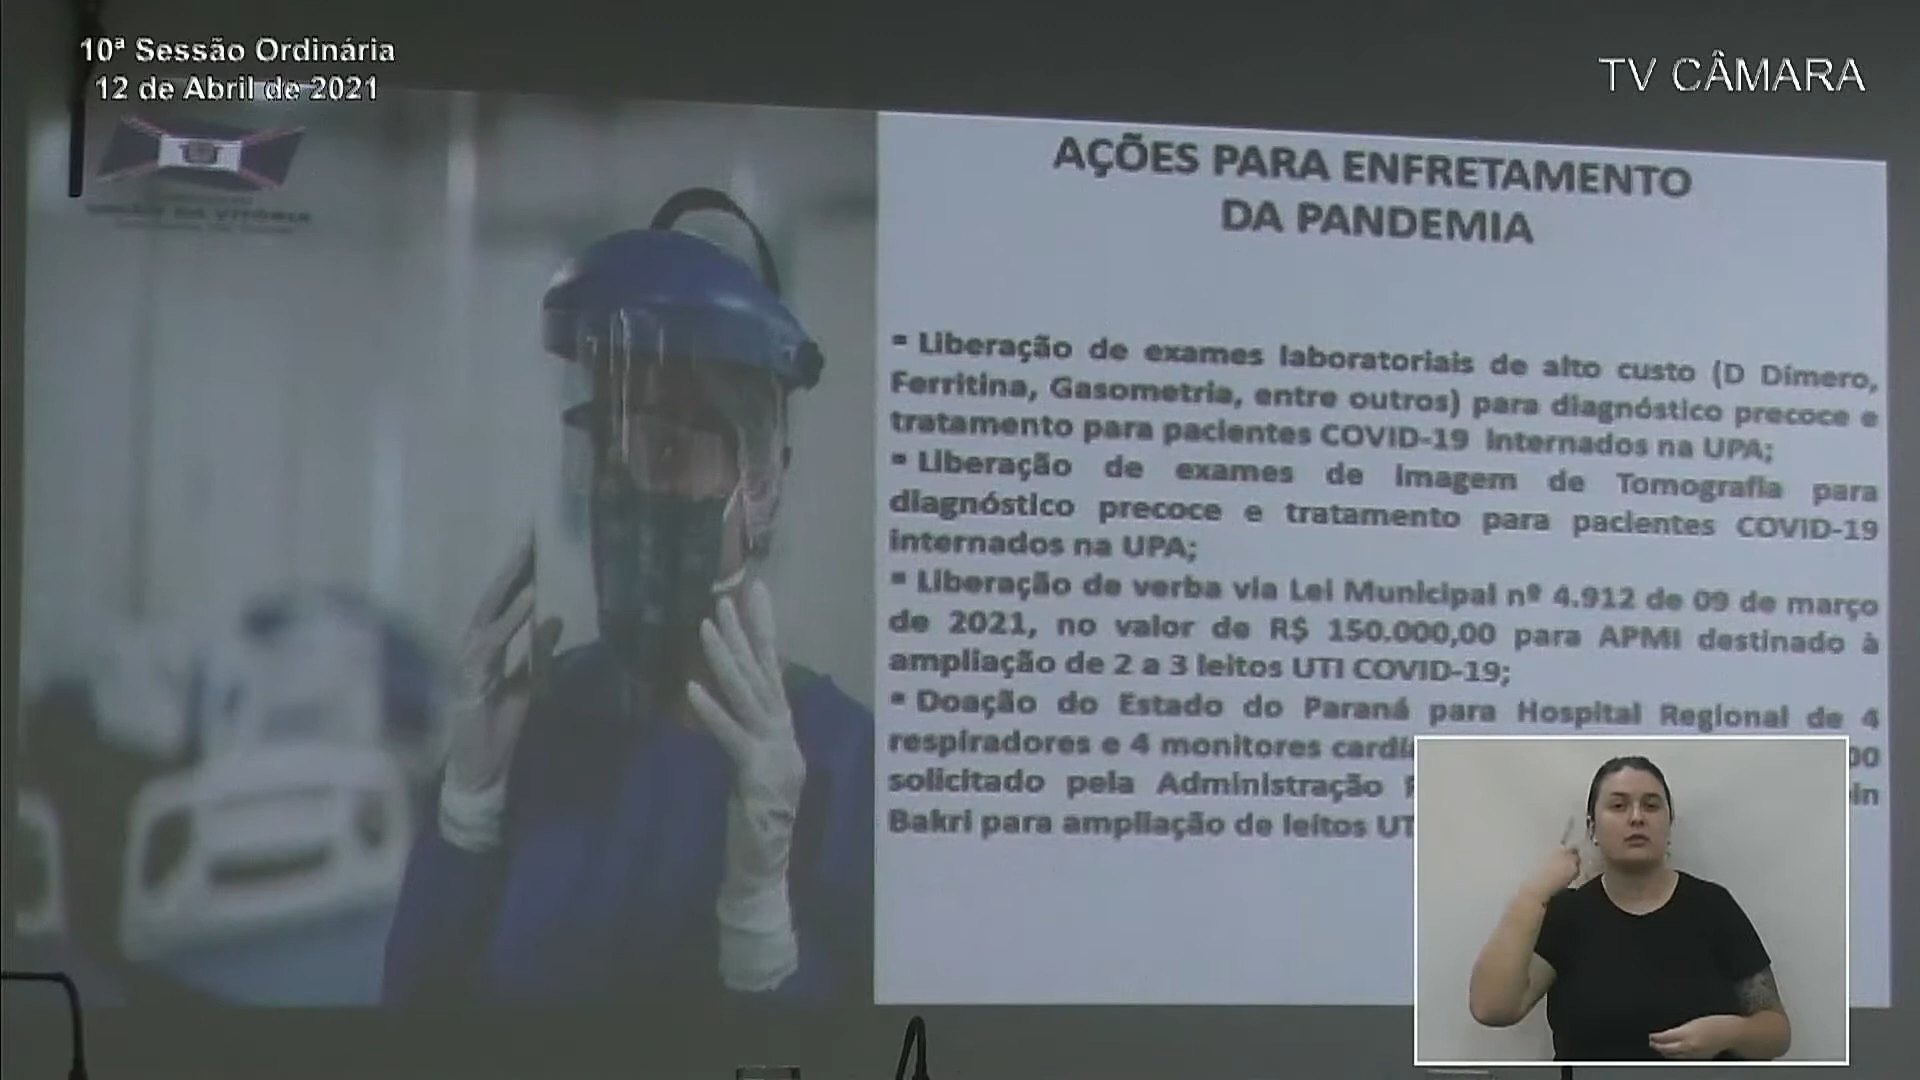 10ª Sessão Ordinária
12 de Abril de 2021
TV CÂMARA
UNIÃO DA VITÓRIA
AÇÕES PARA ENFRETAMENTO
DA PANDEMIA
▪ Liberação de exames laboratoriais de alto custo (D Dímero,
Ferritina, Gasometria, entre outros) para diagnóstico precoce e
tratamento para pacientes COVID-19 internados na UPA;
▪ Liberação de exames de imagem de Tomografia para
diagnóstico precoce e tratamento para pacientes COVID-19
internados na UPA;
▪ Liberação de verba via Lei Municipal nº 4.912 de 09 de março
de 2021, no valor de R$ 150.000,00 para APMI destinado à
ampliação de 2 a 3 leitos UTI COVID-19;
▪ Doação do Estado do Paraná para Hospital Regional de 4
respiradores e 4 monitores
solicitado pela Administração
Bakri para ampliação de leitos